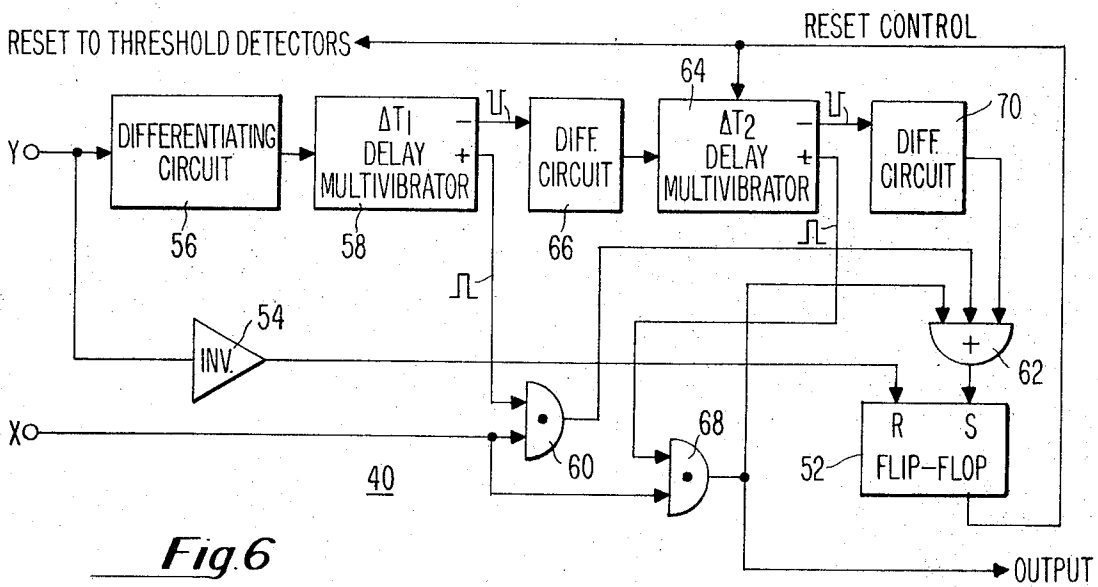 RESET TO THRESHOLD DETECTORS
RESET CONTROL
Y
DIFFERENTIATING
CIRCUIT
56
ΔT1
DELAY
MULTIVIBRATOR
58
−
+
DIFF.
CIRCUIT
66
64
ΔT2
DELAY
MULTIVIBRATOR
−
+
DIFF.
CIRCUIT
70
INV.
54
+
62
X
60
68
R S
FLIP-FLOP
52
40
Fig.6
OUTPUT